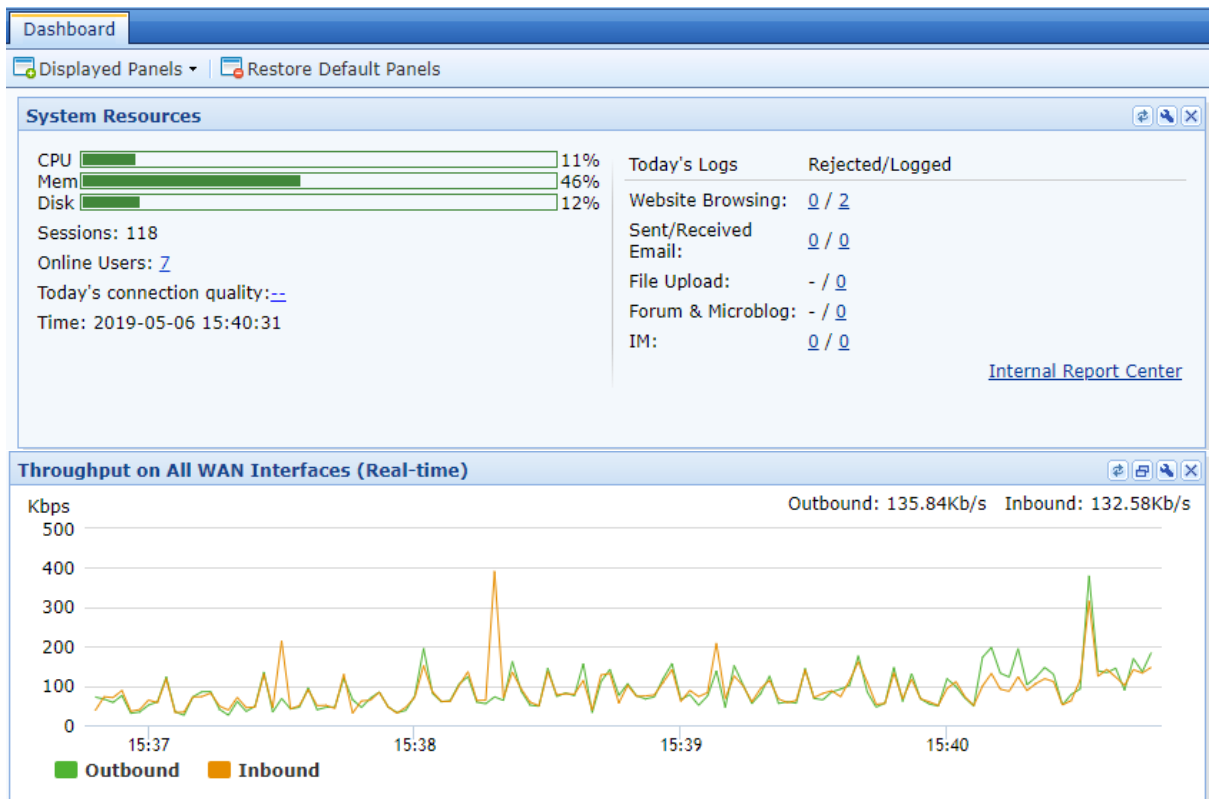 Dashboard
Displayed Panels
Restore Default Panels
System Resources
CPU 11%
Mem 46%
Disk 12%
Sessions: 118
Online Users: 7
Today's connection quality:--
Time: 2019-05-06 15:40:31
Today's Logs Rejected/Logged
Website Browsing: 0 / 2
Sent/Received
Email: 0 / 0
File Upload: - / 0
Forum & Microblog: - / 0
IM: 0 / 0
Internal Report Center
Throughput on All WAN Interfaces (Real-time)
Kbps
Outbound: 135.84Kb/s Inbound: 132.58Kb/s
500
400
300
200
100
0
15:37 15:38 15:39 15:40
Outbound Inbound